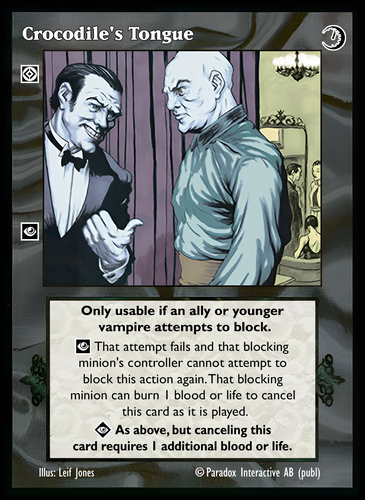 Crocodile's Tongue
Only usable if an ally or younger
vampire attempts to block.
That attempt fails and that blocking
minion's controller cannot attempt to
block this action again. That blocking
minion can burn 1 blood or life to cancel
this card as it is played.
As above, but canceling this
card requires 1 additional blood or life.
Illus: Leif Jones
© Paradox Interactive AB (publ)